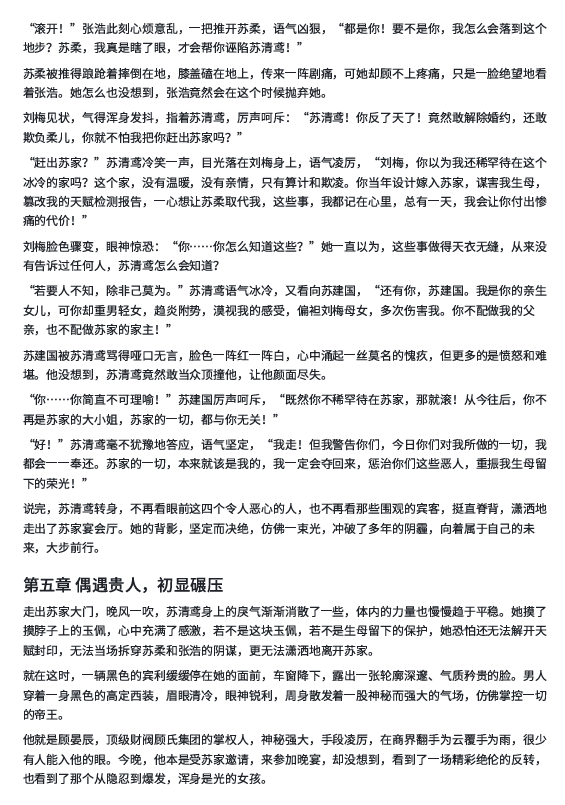 “滚开！”张浩此刻心烦意乱，一把推开苏柔，语气凶狠，“都是你！要不是你，我怎么会落到这个
地步？苏柔，我真是瞎了眼，才会帮你诬陷苏清鸢！”
苏柔被推得踉跄着摔倒在地，膝盖磕在地上，传来一阵剧痛，可她却顾不上疼痛，只是一脸绝望地看
着张浩。她怎么也没想到，张浩竟然会在这个时候抛弃她。
刘梅见状，气得浑身发抖，指着苏清鸢，厉声呵斥：“苏清鸢！你反了天了！竟然敢解除婚约，还敢
欺负柔儿，你就不怕我把你赶出苏家吗？”
“赶出苏家？”苏清鸢冷笑一声，目光落在刘梅身上，语气凌厉，“刘梅，你以为我还稀罕待在这个
冰冷的家吗？这个家，没有温暖，没有亲情，只有算计和欺凌。你当年设计嫁入苏家，谋害我生母，
篡改我的天赋检测报告，一心想让苏柔取代我，这些事，我都记在心里，总有一天，我会让你付出惨
痛的代价！”
刘梅脸色骤变，眼神惊恐：“你……你怎么知道这些？”她一直以为，这些事做得天衣无缝，从来没
有告诉过任何人，苏清鸢怎么会知道？
“若要人不知，除非己莫为。”苏清鸢语气冰冷，又看向苏建国，“还有你，苏建国。我是你的亲生
女儿，可你却重男轻女，趋炎附势，漠视我的感受，偏袒刘梅母女，多次伤害我。你不配做我的父
亲，也不配做苏家的家主！”
苏建国被苏清鸢骂得哑口无言，脸色一阵红一阵白，心中涌起一丝莫名的愧疚，但更多的是愤怒和难
堪。他没想到，苏清鸢竟然敢当众顶撞他，让他颜面尽失。
“你……你简直不可理喻！”苏建国厉声呵斥，“既然你不稀罕待在苏家，那就滚！从今往后，你不
再是苏家的大小姐，苏家的一切，都与你无关！”
“好！”苏清鸢毫不犹豫地答应，语气坚定，“我走！但我警告你们，今日你们对我所做的一切，我
都会一一奉还。苏家的一切，本来就该是我的，我一定会夺回来，惩治你们这些恶人，重振我生母留
下的荣光！”
说完，苏清鸢转身，不再看眼前这四个令人恶心的人，也不再看那些围观的宾客，挺直脊背，潇洒地
走出了苏家宴会厅。她的背影，坚定而决绝，仿佛一束光，冲破了多年的阴霾，向着属于自己的未
来，大步前行。
第五章 偶遇贵人，初显碾压
走出苏家大门，晚风一吹，苏清鸢身上的戾气渐渐消散了一些，体内的力量也慢慢趋于平稳。她摸了
摸脖子上的玉佩，心中充满了感激，若不是这块玉佩，若不是生母留下的保护，她恐怕还无法解开天
赋封印，无法当场拆穿苏柔和张浩的阴谋，更无法潇洒地离开苏家。
就在这时，一辆黑色的宾利缓缓停在她的面前，车窗降下，露出一张轮廓深邃、气质矜贵的脸。男人
穿着一身黑色的高定西装，眉眼清冷，眼神锐利，周身散发着一股神秘而强大的气场，仿佛掌控一切
的帝王。
他就是顾晏辰，顶级财阀顾氏集团的掌权人，神秘强大，手段凌厉，在商界翻手为云覆手为雨，很少
有人能入他的眼。今晚，他本是受苏家邀请，来参加晚宴，却没想到，看到了一场精彩绝伦的反转，
也看到了那个从隐忍到爆发，浑身是光的女孩。